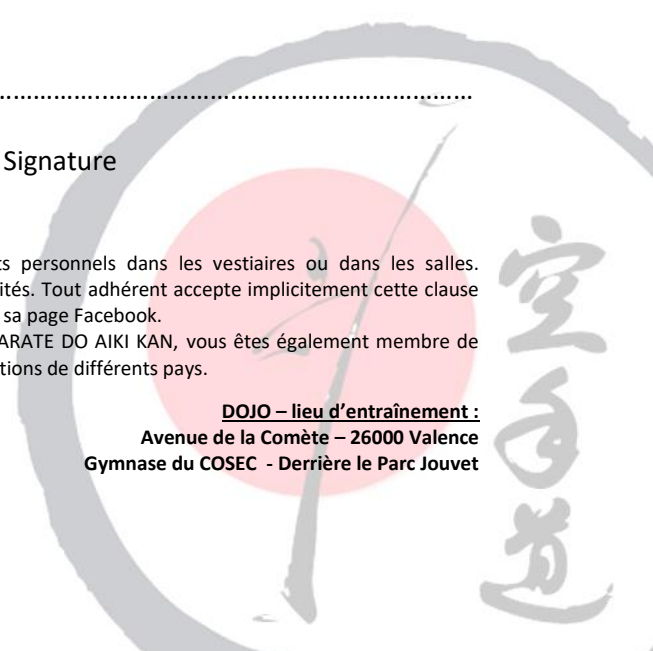 ……………………………………………………………
Signature
ts personnels dans les vestiaires ou dans les salles.
ités. Tout adhérent accepte implicitement cette clause
sa page Facebook.
ARATE DO AIKI KAN, vous êtes également membre de
tions de différents pays.
DOJO – lieu d’entraînement :
Avenue de la Comète – 26000 Valence
Gymnase du COSEC - Derrière le Parc Jouvet
空手道